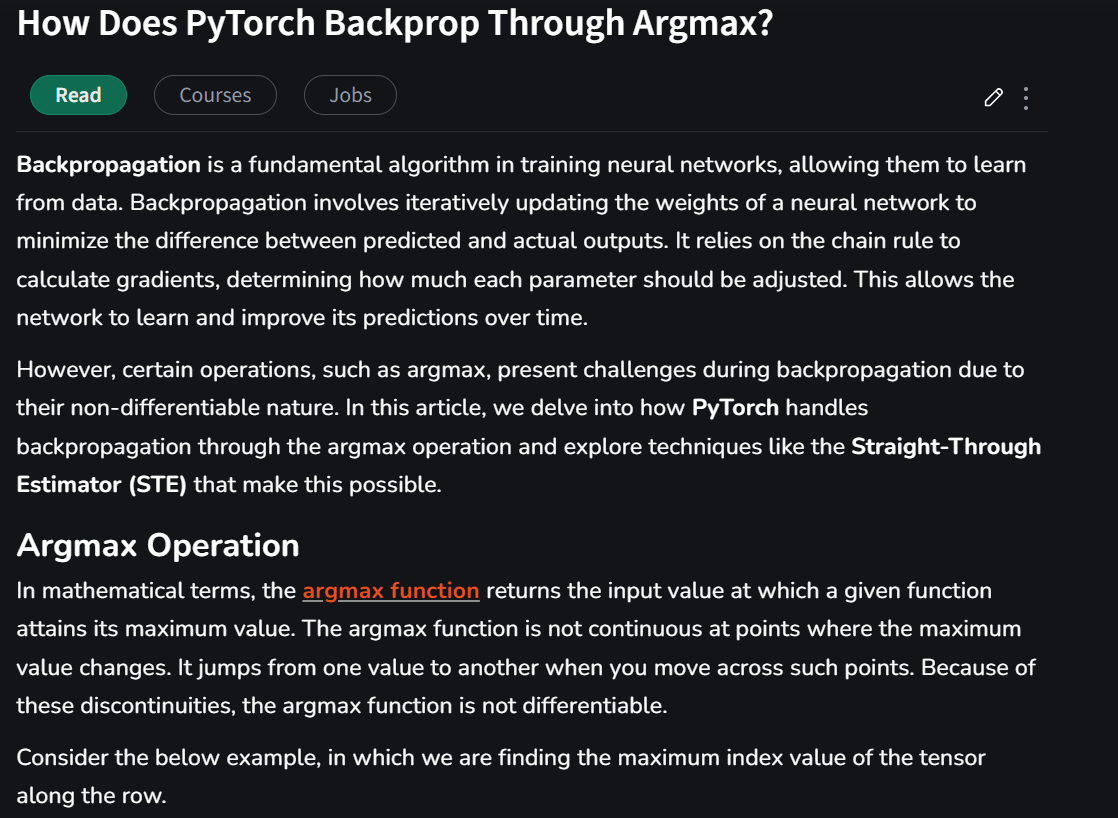 How Does PyTorch Backprop Through Argmax?
Read Courses Jobs
Backpropagation is a fundamental algorithm in training neural networks, allowing them to learn
from data. Backpropagation involves iteratively updating the weights of a neural network to
minimize the difference between predicted and actual outputs. It relies on the chain rule to
calculate gradients, determining how much each parameter should be adjusted. This allows the
network to learn and improve its predictions over time.
However, certain operations, such as argmax, present challenges during backpropagation due to
their non-differentiable nature. In this article, we delve into how PyTorch handles
backpropagation through the argmax operation and explore techniques like the Straight-Through
Estimator (STE) that make this possible.
Argmax Operation
In mathematical terms, the argmax function returns the input value at which a given function
attains its maximum value. The argmax function is not continuous at points where the maximum
value changes. It jumps from one value to another when you move across such points. Because of
these discontinuities, the argmax function is not differentiable.
Consider the below example, in which we are finding the maximum index value of the tensor
along the row.